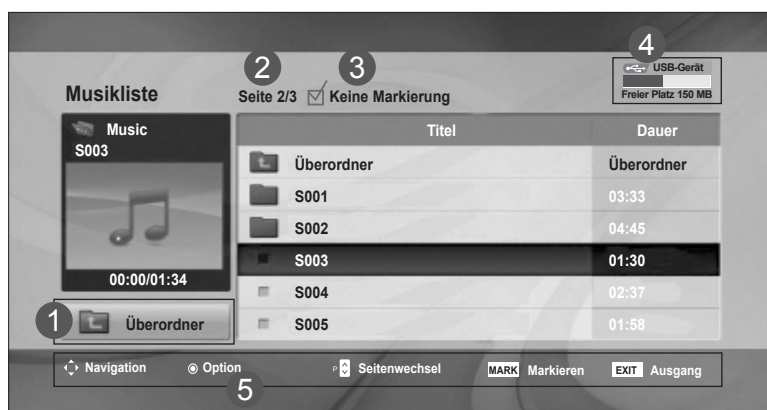 4
USB-Gerät
Freier Platz 150 MB
2
3
Musikliste
Seite 2/3 Keine Markierung
Music
S003
00:00/01:34
1
Überordner
Titel Dauer
Überordner Überordner
S001 03:33
S002 04:45
S003 01:30
S004 02:37
S005 01:58
Navigation Option P Seitenwechsel MARK Markieren EXIT Ausgang
5